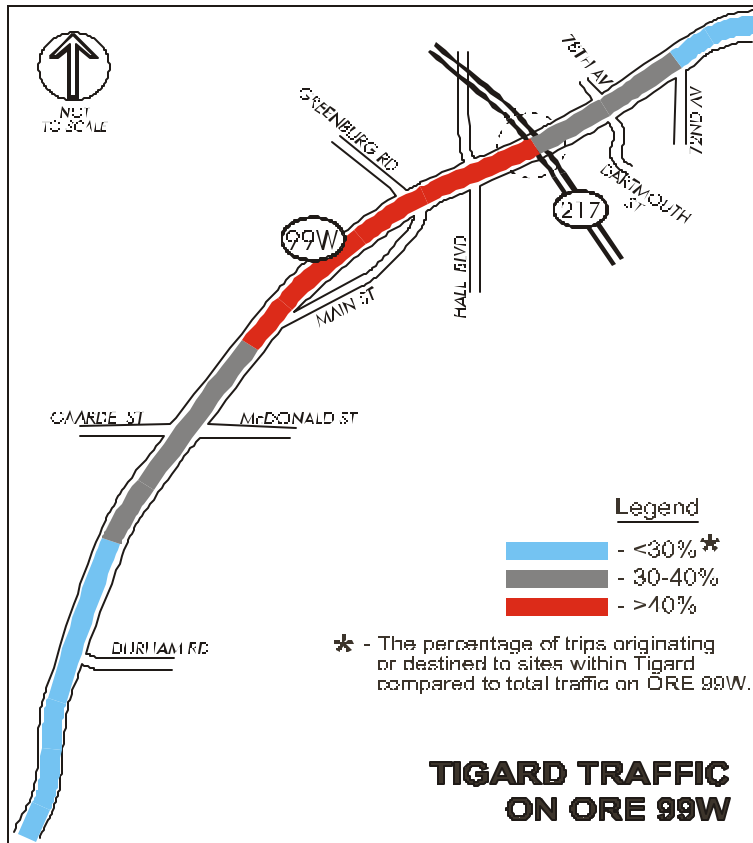 NOT
TO SCALE
78TH AV
72ND AV
GREENBURG RD
DARTMOUTH
ST
217
99W
HALL BLVD
MAIN ST
GAARDE ST
McDONALD ST
DURHAM RD
Legend
- <30% *
- 30-40%
- >40%
* - The percentage of trips originating
or destined to sites within Tigard
compared to total traffic on ORE 99W.
TIGARD TRAFFIC
ON ORE 99W